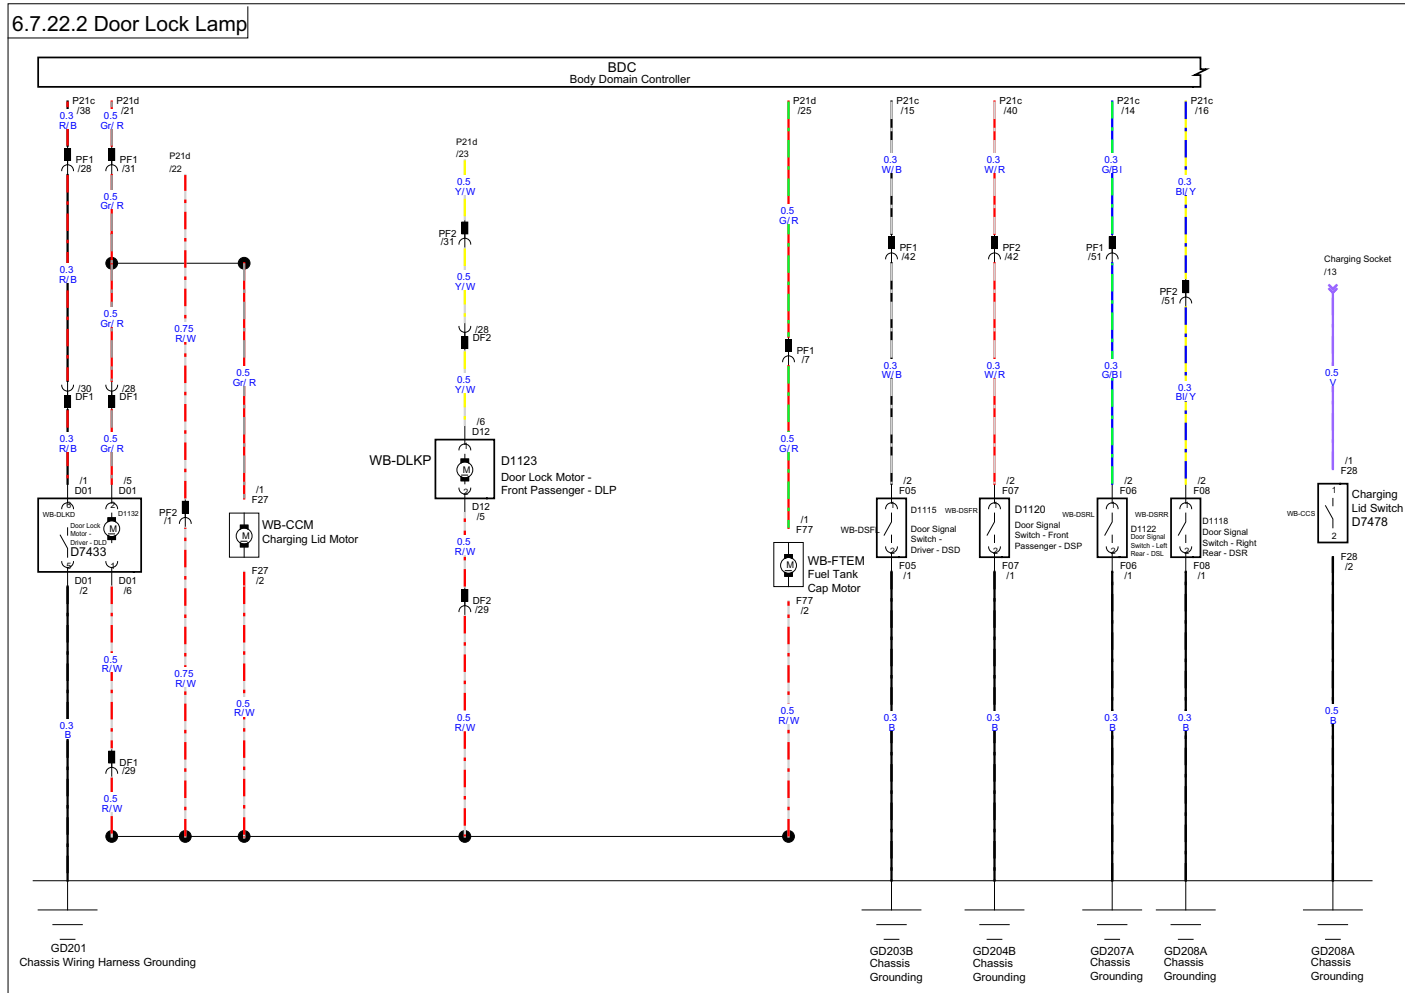 6.7.22.2 Door Lock Lamp
BDC
Body Domain Controller
P21c
/38
0.3
R/B
P21d
/21
0.5
Gr/ R
PF1
/28
PF1
/31
P21d
/22
0.5
Gr/ R
0.3
R/B
0.5
Gr/ R
0.75
R/W
0.5
Gr/ R
/30
DF1
/28
DF1
0.3
R/B
0.5
Gr/ R
/1
D01
/5
D01
6
2
WB-DLKD
D1132
Door Lock
Motor -
Driver - DLD
M
D7433
5
1
D01
/2
D01
/6
PF2
/1
/1
F27
M
WB-CCM
Charging Lid Motor
F27
/2
0.5
R/W
0.75
R/W
0.5
R/W
0.3
B
DF1
/29
0.5
R/W
P21d
/23
0.5
Y/W
PF2
/31
0.5
Y/W
/28
DF2
0.5
Y/W
/6
D12
WB-DLKP
1
M
2
D1123
Door Lock Motor -
Front Passenger - DLP
D12
/5
0.5
R/W
DF2
/29
0.5
R/W
P21d
/25
0.5
G/R
PF1
/7
0.5
G/R
/1
F77
M
WB-FTEM
Fuel Tank
Cap Motor
F77
/2
0.5
R/W
P21c
/15
0.3
W/B
PF1
/42
0.3
W/B
/2
F05
WB-DSFL
D1115
Door Signal
Switch -
Driver - DSD
2
F05
/1
0.3
B
P21c
/40
0.3
W/R
PF2
/42
0.3
W/R
/2
F07
WB-DSFR
D1120
Door Signal
Switch - Front
Passenger - DSP
2
F07
/1
0.3
B
P21c
/14
0.3
G/Bl
PF1
/51
0.3
G/Bl
/2
F06
WB-DSRL
D1122
Door Signal
Switch - Left
Rear - DSL
2
F06
/1
0.3
B
P21c
/16
0.3
Bl/ Y
PF2
/51
0.3
Bl/ Y
/2
F08
WB-DSRR
D1118
Door Signal
Switch - Right
Rear - DSR
2
F08
/1
0.3
B
Charging Socket
/13
0.5
V
/1
F28
WB-CCS
1
2
Charging
Lid Switch
D7478
F28
/2
0.5
B
GD201
Chassis Wiring Harness Grounding
GD203B
Chassis
Grounding
GD204B
Chassis
Grounding
GD207A
Chassis
Grounding
GD208A
Chassis
Grounding
GD208A
Chassis
Grounding